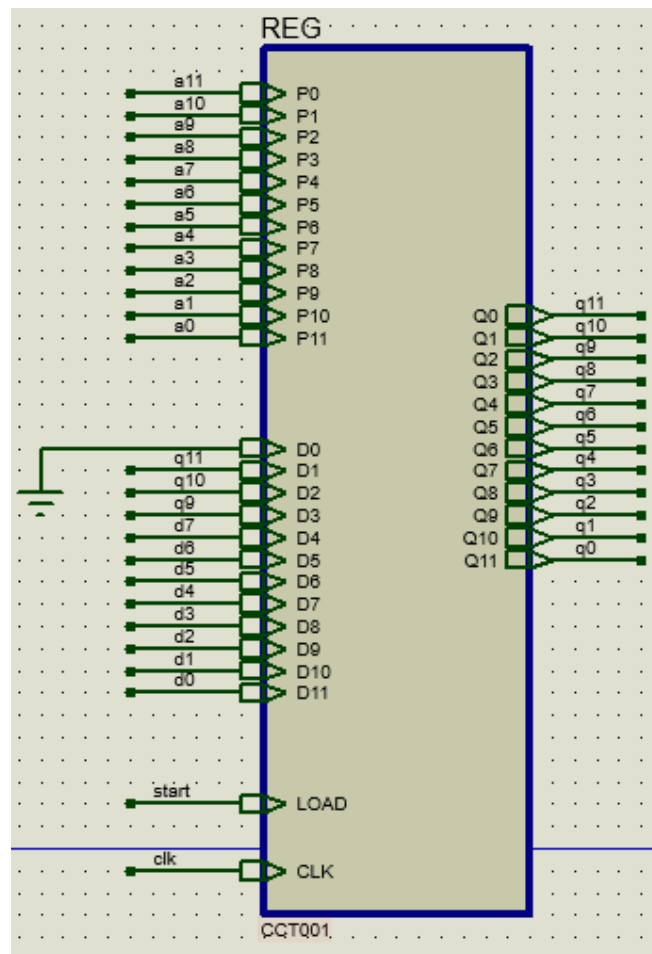 REG
a11 P0
a10 P1
a9 P2
a8 P3
a7 P4
a6 P5
a5 P6
a4 P7
a3 P8
a2 P9
a1 P10
a0 P11
Q0 q11
Q1 q10
Q2 q9
Q3 q8
Q4 q7
Q5 q6
Q6 q5
Q7 q4
Q8 q3
Q9 q2
Q10 q1
Q11 q0
D0
q11 D1
q10 D2
q9 D3
d7 D4
d6 D5
d5 D6
d4 D7
d3 D8
d2 D9
d1 D10
d0 D11
start LOAD
clk CLK
CCT001